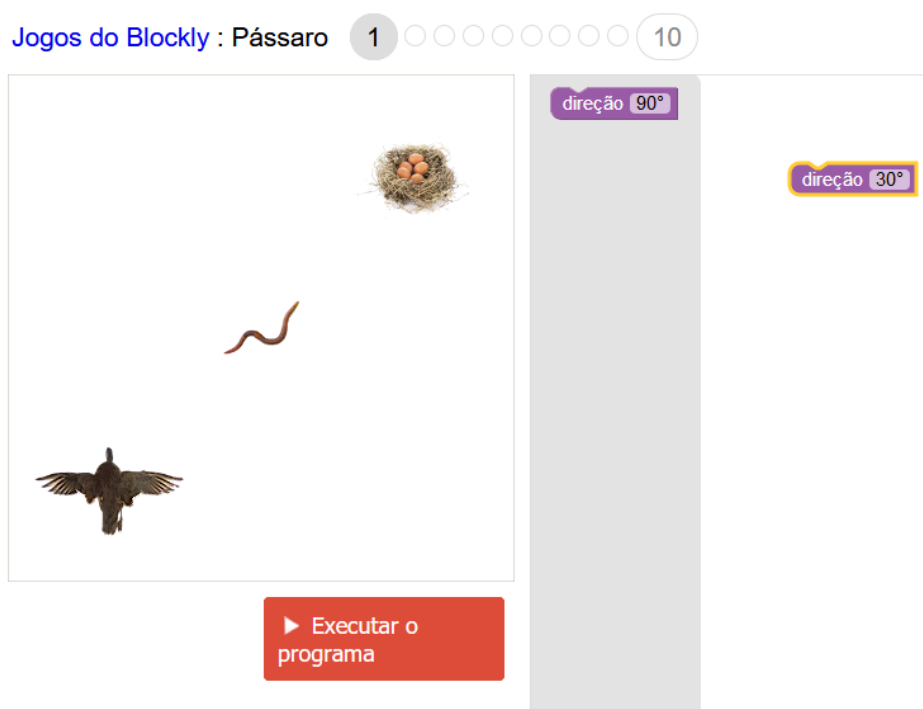 Jogos do Blockly : Pássaro 1 10
direção 90°
direção 30°
Executar o
programa